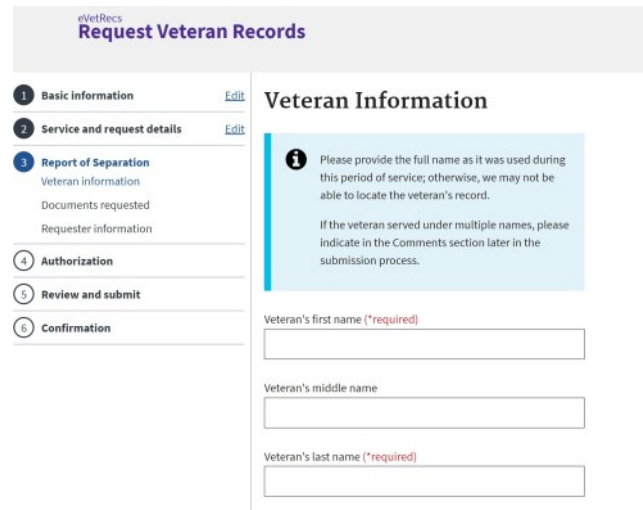 eVetRecs
Request Veteran Records
1 Basic information Edit
2 Service and request details Edit
3 Report of Separation
Veteran information
Documents requested
Requester information
4 Authorization
5 Review and submit
6 Confirmation
Veteran Information
Please provide the full name as it was used during
this period of service; otherwise, we may not be
able to locate the veteran's record.
If the veteran served under multiple names, please
indicate in the Comments section later in the
submission process.
Veteran's first name (*required)
Veteran's middle name
Veteran's last name (*required)